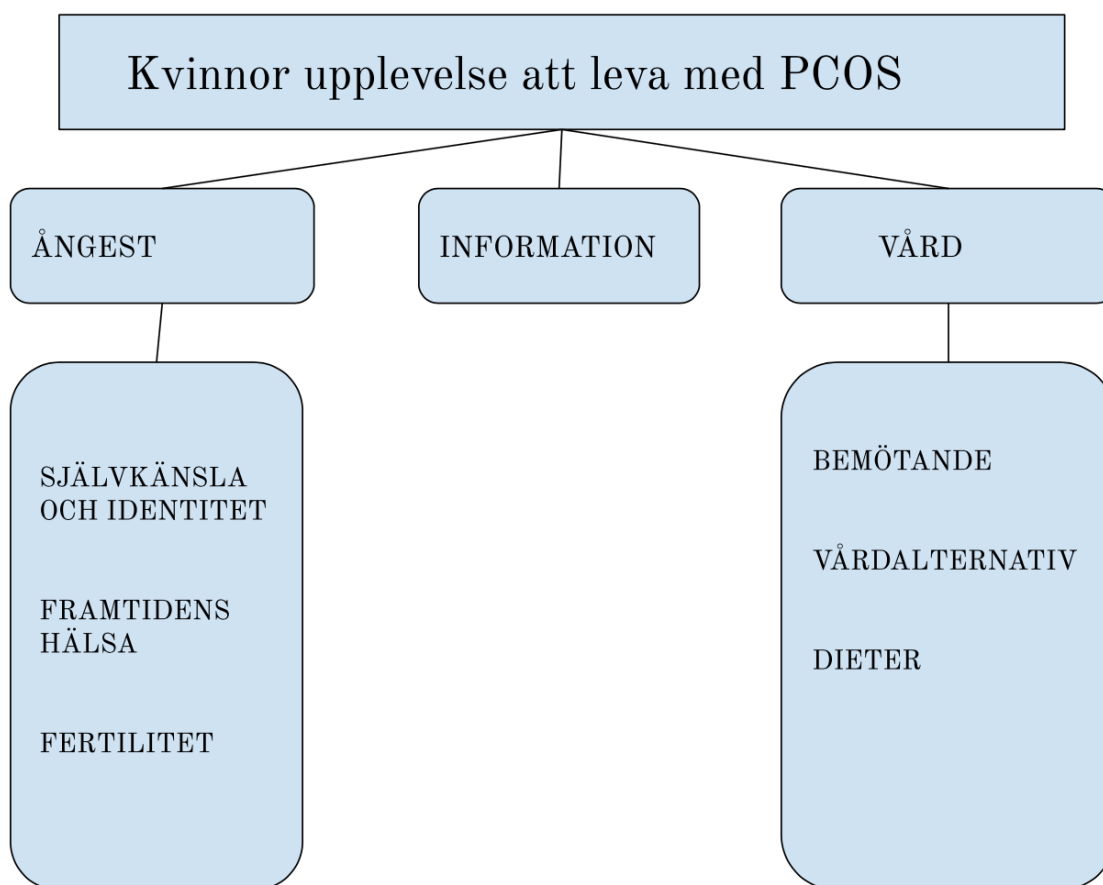 Kvinnor upplevelse att leva med PCOS
ÅNGEST
INFORMATION
VÅRD
SJÄLVKÄNSLA
OCH IDENTITET
FRAMTIDENS
HÄLSA
FERTILITET
BEMÖTANDE
VÅRDALTERNATIV
DIETER